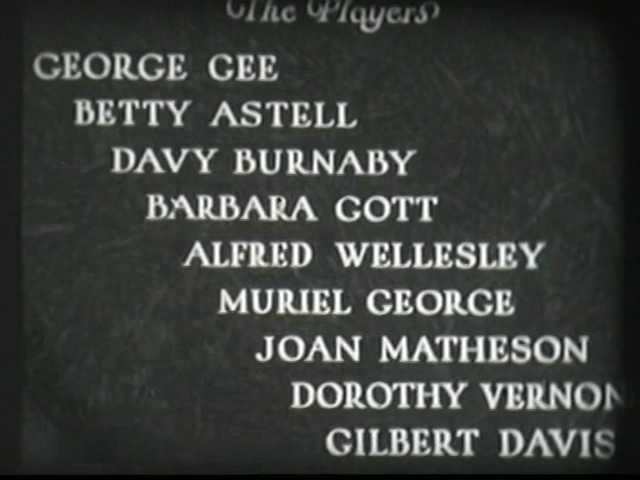 The Players
GEORGE GEE
BETTY ASTELL
DAVY BURNABY
BARBARA GOTT
ALFRED WELLESLEY
MURIEL GEORGE
JOAN MATHESON
DOROTHY VERNON
GILBERT DAVIS